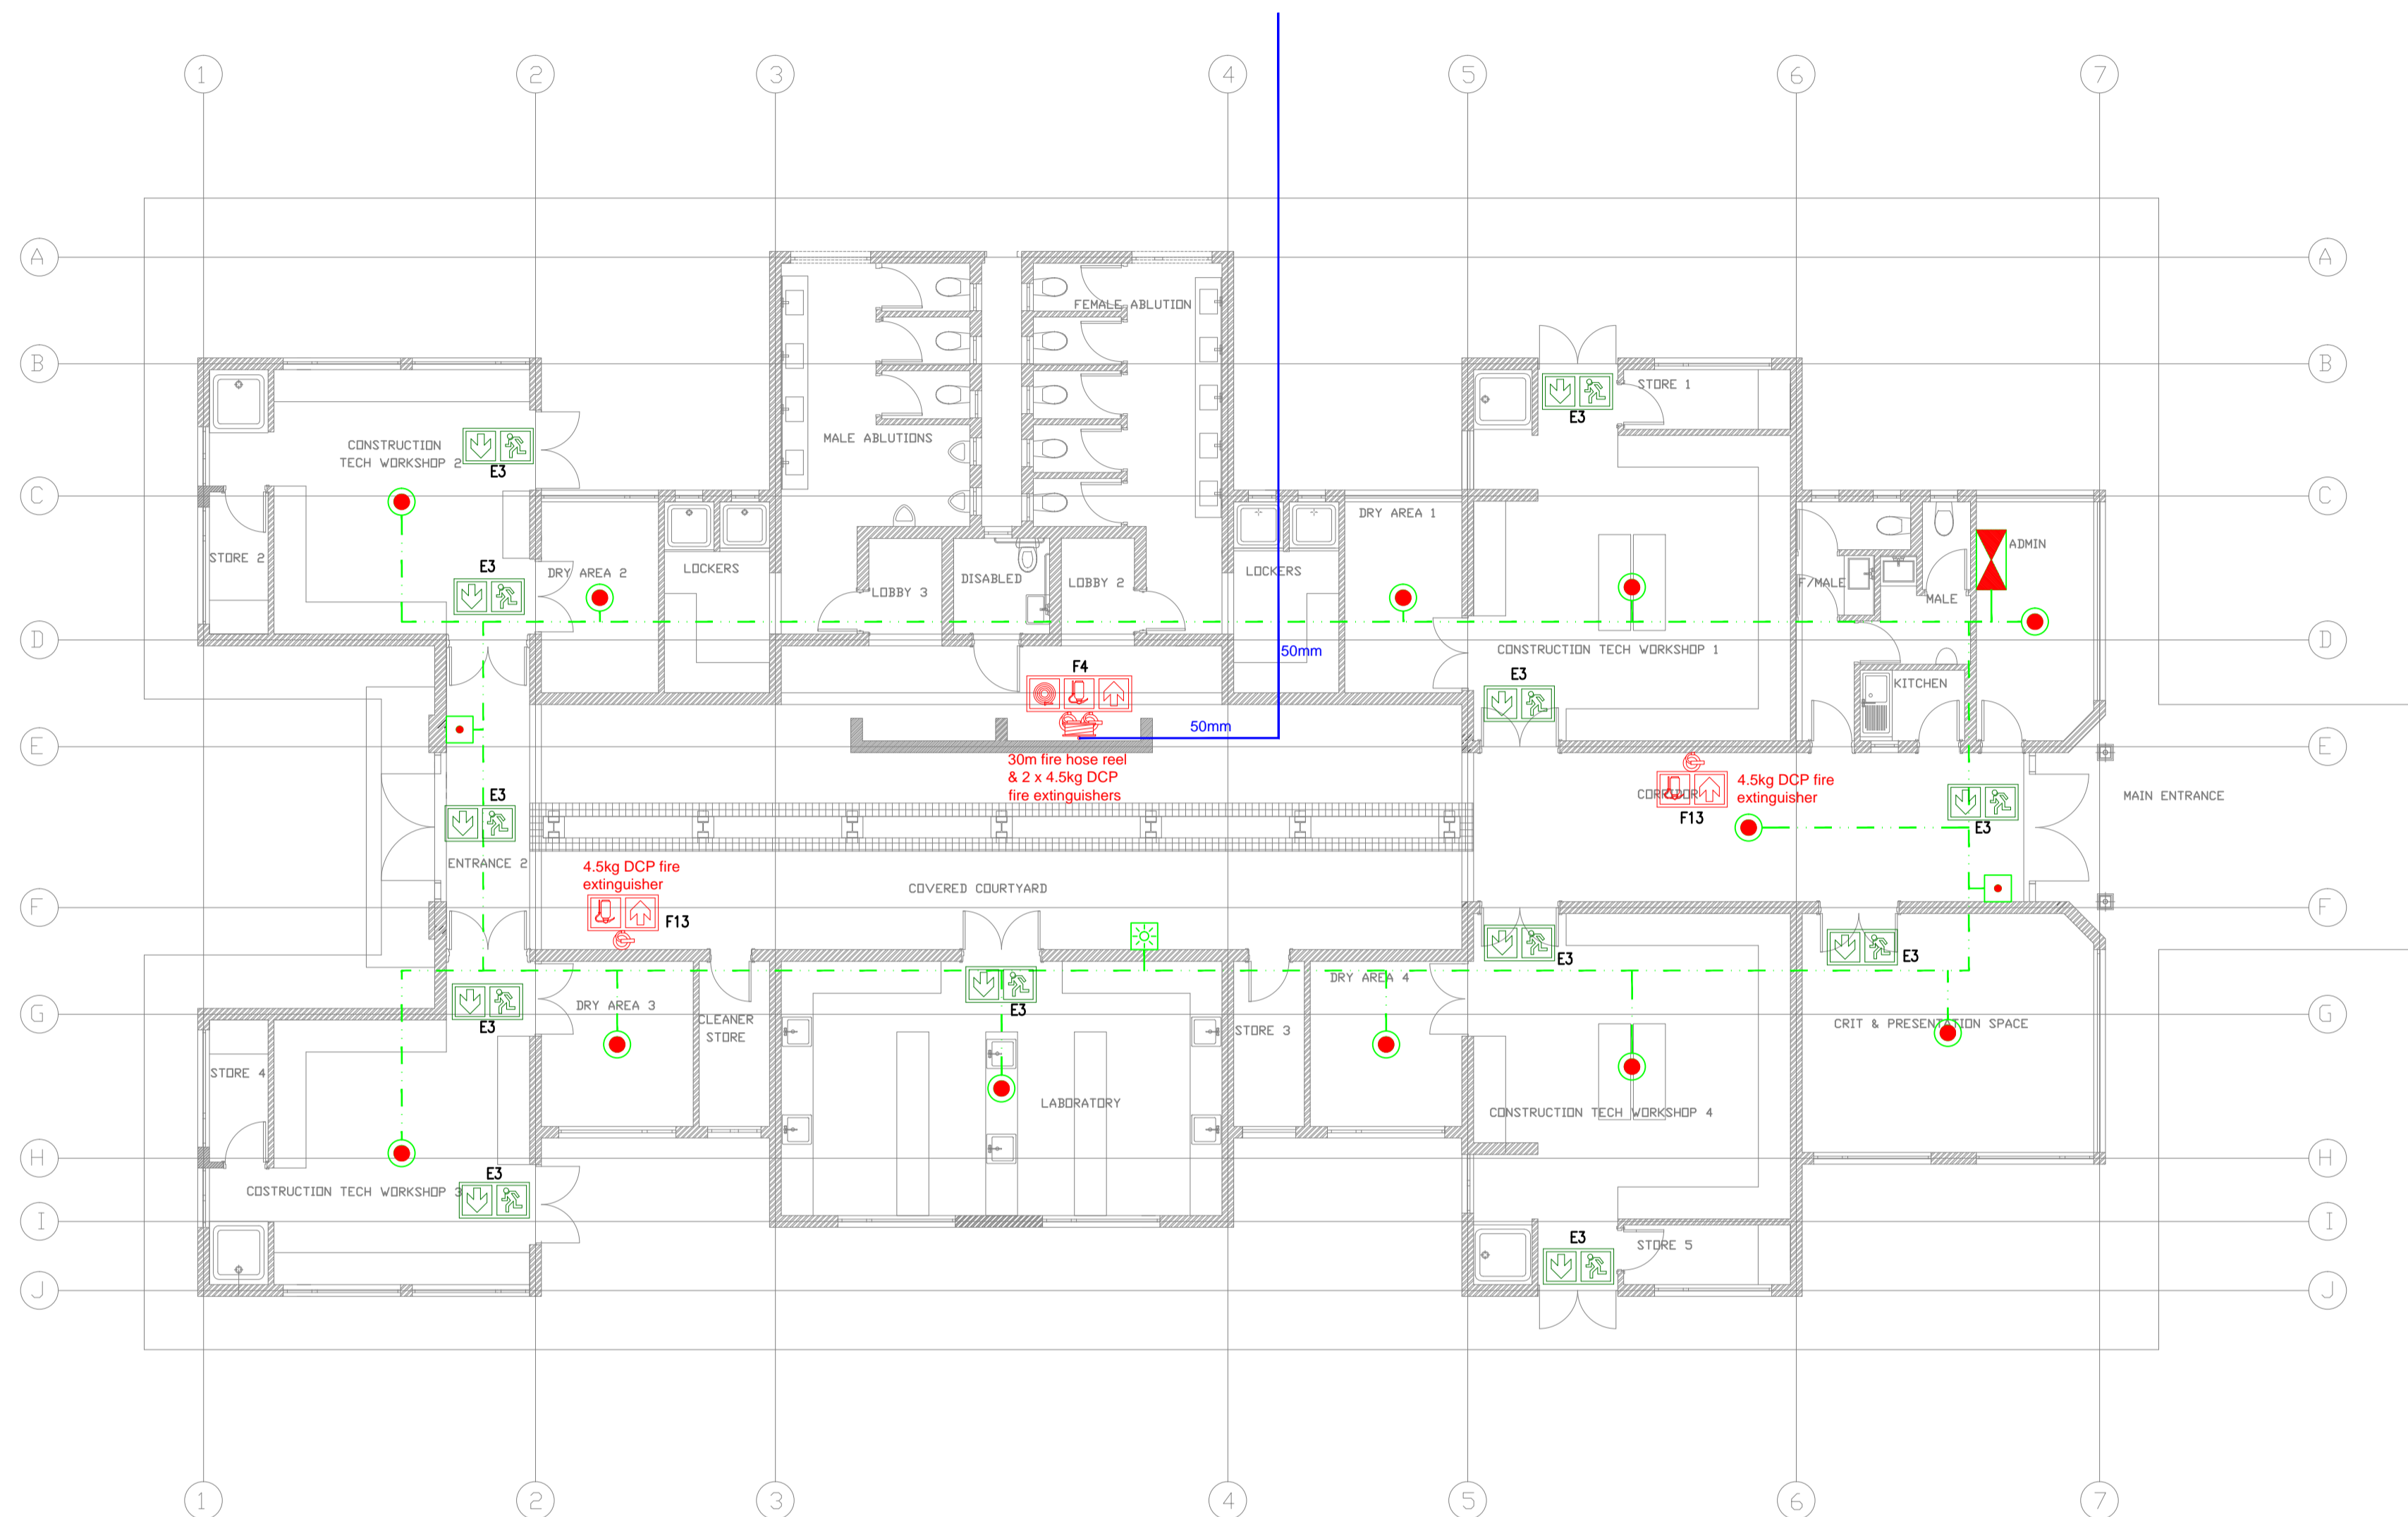 1 2 3 4 5 6 7
A A
FEMALE ABLUTION
B B
STORE 1
E3
MALE ABLUTIONS
CONSTRUCTION
TECH WORKSHOP 2
E3
C C
DRY AREA 1
STORE 2
E3
DRY AREA 2
LOCKERS
LOBBY 3
DISABLED
LOBBY 2
LOCKERS
F/MALE
MALE
ADMIN
D D
50mm
CONSTRUCTION TECH WORKSHOP 1
F4
E3
KITCHEN
50mm
E E
30m fire hose reel
& 2 x 4.5kg DCP
fire extinguishers
4.5kg DCP fire
extinguisher
CORRIDOR
F13
E3
MAIN ENTRANCE
E3
ENTRANCE 2
4.5kg DCP fire
extinguisher
F13
COVERED COURTYARD
F F
E3
E3
DRY AREA 4
DRY AREA 3
E3
E3
G G
CLEANER
STORE
STORE 3
CRIT & PRESENTATION SPACE
STORE 4
LABORATORY
CONSTRUCTION TECH WORKSHOP 4
H H
E3
COSTRUCTION TECH WORKSHOP 3
I I
E3
STORE 5
J J
1 2 3 4 5 6 7